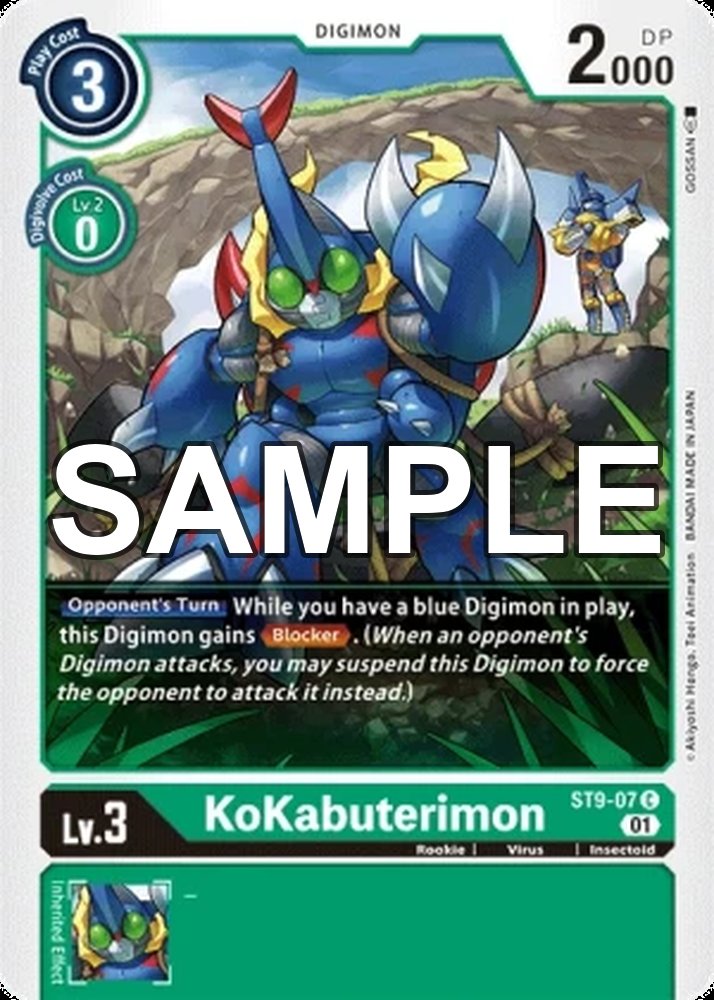 DIGIMON
Play Cost
3
2000
DP
Digivolve Cost
Lv.2
0
GOSSAN
SAMPLE
Opponent's Turn While you have a blue Digimon in play,
this Digimon gains Blocker. (When an opponent's
Digimon attacks, you may suspend this Digimon to force
the opponent to attack it instead.)
© Akiyoshi Hongo, Toei Animation BANDAI MADE IN JAPAN
Lv.3
KoKabuterimon
ST9-07 C
01
Rookie | Virus | Insectoid
Inherited Effect
–